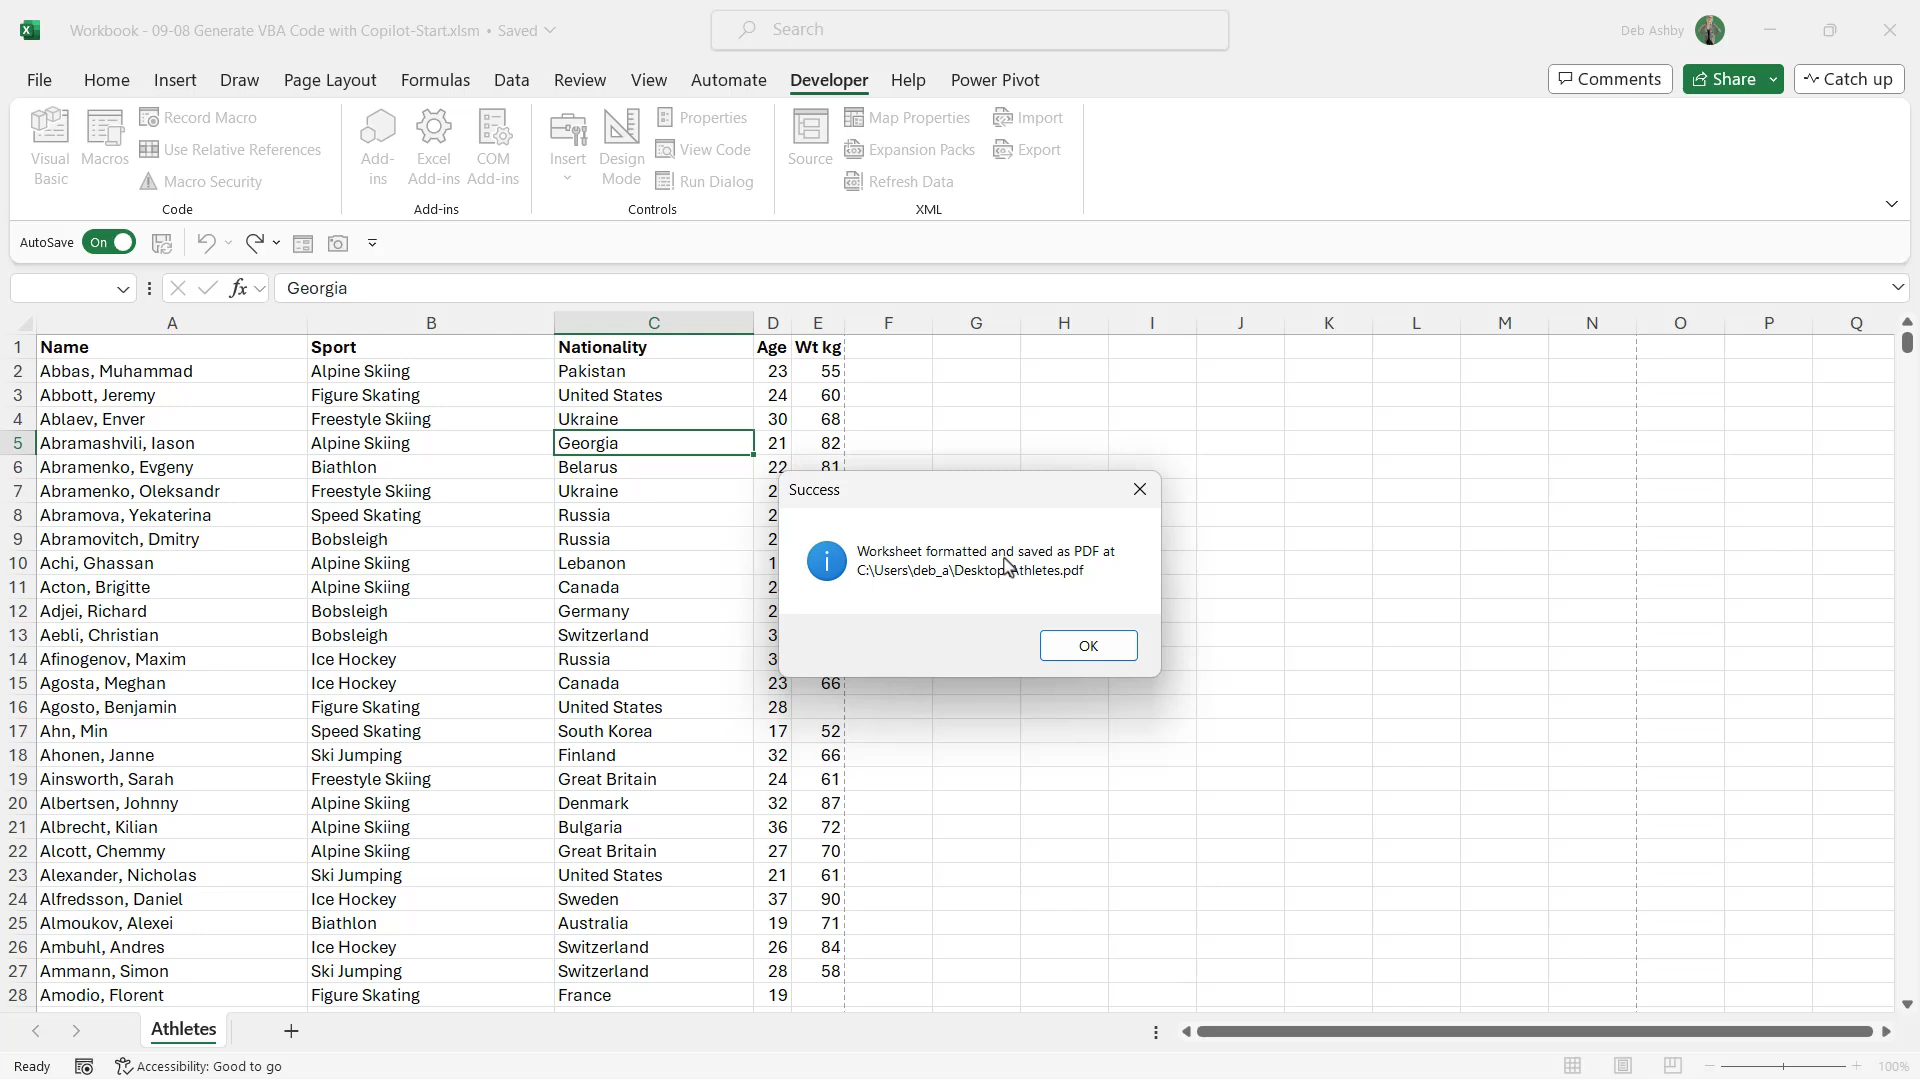 Workbook - 09-08 Generate VBA Code with Copilot-Start.xlsm • Saved
Search
Deb Ashby
File Home Insert Draw Page Layout Formulas Data Review View Automate Developer Help Power Pivot
Comments Share Catch up
Visual Basic
Macros
Record Macro
Use Relative References
Macro Security
Code
Add-ins
Excel Add-ins
COM Add-ins
Add-ins
Insert
Design Mode
Properties
View Code
Run Dialog
Controls
Source
Map Properties
Expansion Packs
Refresh Data
Import
Export
XML
AutoSave On
fx Georgia
A B C D E F G H I J K L M N O P Q
1 Name Sport Nationality Age Wt kg
2 Abbas, Muhammad Alpine Skiing Pakistan 23 55
3 Abbott, Jeremy Figure Skating United States 24 60
4 Ablaev, Enver Freestyle Skiing Ukraine 30 68
5 Abramashvili, Iason Alpine Skiing Georgia 21 82
6 Abramenko, Evgeny Biathlon Belarus 22 81
7 Abramenko, Oleksandr Freestyle Skiing Ukraine 2
8 Abramova, Yekaterina Speed Skating Russia 2
9 Abramovitch, Dmitry Bobsleigh Russia 2
10 Achi, Ghassan Alpine Skiing Lebanon 1
11 Acton, Brigitte Alpine Skiing Canada 2
12 Adjei, Richard Bobsleigh Germany 2
13 Aebli, Christian Bobsleigh Switzerland 3
14 Afinogenov, Maxim Ice Hockey Russia 3
15 Agosta, Meghan Ice Hockey Canada 23 66
16 Agosto, Benjamin Figure Skating United States 28
17 Ahn, Min Speed Skating South Korea 17 52
18 Ahonen, Janne Ski Jumping Finland 32 66
19 Ainsworth, Sarah Freestyle Skiing Great Britain 24 61
20 Albertsen, Johnny Alpine Skiing Denmark 32 87
21 Albrecht, Kilian Alpine Skiing Bulgaria 36 72
22 Alcott, Chemmy Alpine Skiing Great Britain 27 70
23 Alexander, Nicholas Ski Jumping United States 21 61
24 Alfredsson, Daniel Ice Hockey Sweden 37 90
25 Almoukov, Alexei Biathlon Australia 19 71
26 Ambuhl, Andres Ice Hockey Switzerland 26 84
27 Ammann, Simon Ski Jumping Switzerland 28 58
28 Amodio, Florent Figure Skating France 19
Success
Worksheet formatted and saved as PDF at
C:\Users\deb_a\Desktop\Athletes.pdf
OK
Athletes
Ready Accessibility: Good to go 100%